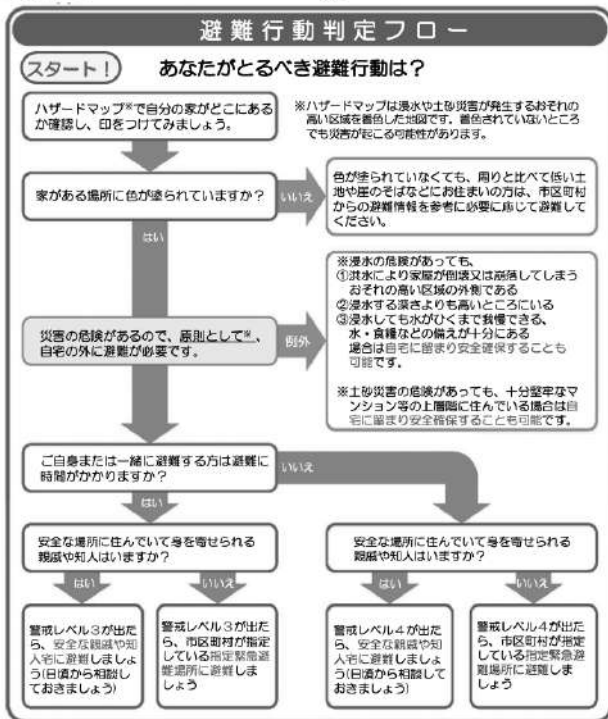 避難行動判定フロー
スタート！
あなたがとるべき避難行動は？
ハザードマップ※で自分の家がどこにある
か確認し、印をつけてみましょう。
※ハザードマップは浸水や土砂災害が発生するおそれの
高い区域を着色した地図です。着色されていないところ
でも災害が起こる可能性があります。
家がある場所に色が塗られていますか？
いいえ
色が塗られていなくても、周りと比べて低い土
地や崖のそばなどにお住まいの方は、市区町村
からの避難情報を参考に必要に応じて避難して
ください。
はい
災害の危険があるので、原則として※、
自宅の外に避難が必要です。
例外
※浸水の危険があっても、
①洪水により家屋が倒壊又は崩落してしまう
おそれの高い区域の外側である
②浸水する深さよりも高いところにいる
③浸水しても水がひくまで我慢できる、
水・食糧などの備えが十分にある
場合は自宅に留まり安全確保することも
可能です。
※土砂災害の危険があっても、十分堅牢なマ
ンション等の上層階に住んでいる場合は自
宅に留まり安全確保することも可能です。
ご自身または一緒に避難する方は避難に
時間がかかりますか？
いいえ
はい
安全な場所に住んでいて身を寄せられる
親戚や知人はいますか？
安全な場所に住んでいて身を寄せられる
親戚や知人はいますか？
はい
いいえ
はい
いいえ
警戒レベル３が出た
ら、安全な親戚や知
人宅に避難しましょ
う(日頃から相談し
ておきましょう)
警戒レベル３が出た
ら、市区町村が指定
している指定緊急避
難場所に避難しま
しょう
警戒レベル４が出た
ら、安全な親戚や知
人宅に避難しましょ
う(日頃から相談し
ておきましょう)
警戒レベル４が出た
ら、市区町村が指定
している指定緊急避
難場所に避難しま
しょう